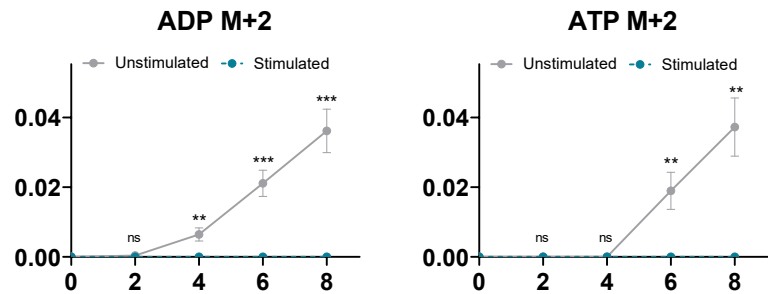 ADP M+2
Unstimulated Stimulated
***
0.04
***
0.02
**
ns
0.00
0 2 4 6 8
ATP M+2
Unstimulated Stimulated
**
0.04
**
0.02
ns ns
0.00
0 2 4 6 8